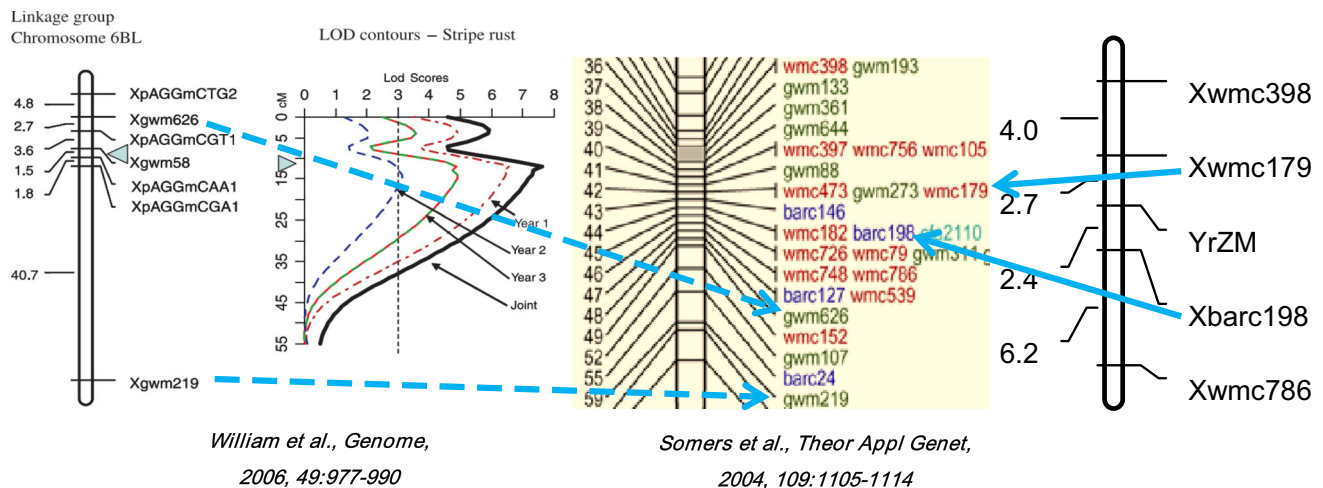 Linkage group
Chromosome 6BL
LOD contours – Stripe rust
XpAGGmCTG2
Xgwm626
XpAGGmCGT1
Xgwm58
XpAGGmCAA1
XpAGGmCGA1
Xgwm219
4.8
2.7
3.6
1.5
1.8
40.7
Lod Scores
0 1 2 3 4 5 6 7 8
cM
0
5
15
25
35
45
55
Year 1
Year 2
Year 3
Joint
William et al., Genome,
2006, 49:977-990
36
37
38
39
40
41
42
43
44
45
46
47
48
49
52
55
59
wmc398 gwm193
gwm133
gwm361
gwm644
wmc397 wmc756 wmc105
gwm88
wmc473 gwm273 wmc179
barc146
wmc182 barc198 2110
wmc726 wmc79 gwm311 g
wmc748 wmc786
barc127 wmc539
gwm626
wmc152
gwm107
barc24
gwm219
Somers et al., Theor Appl Genet,
2004, 109:1105-1114
4.0
2.7
2.4
6.2
Xwmc398
Xwmc179
YrZM
Xbarc198
Xwmc786